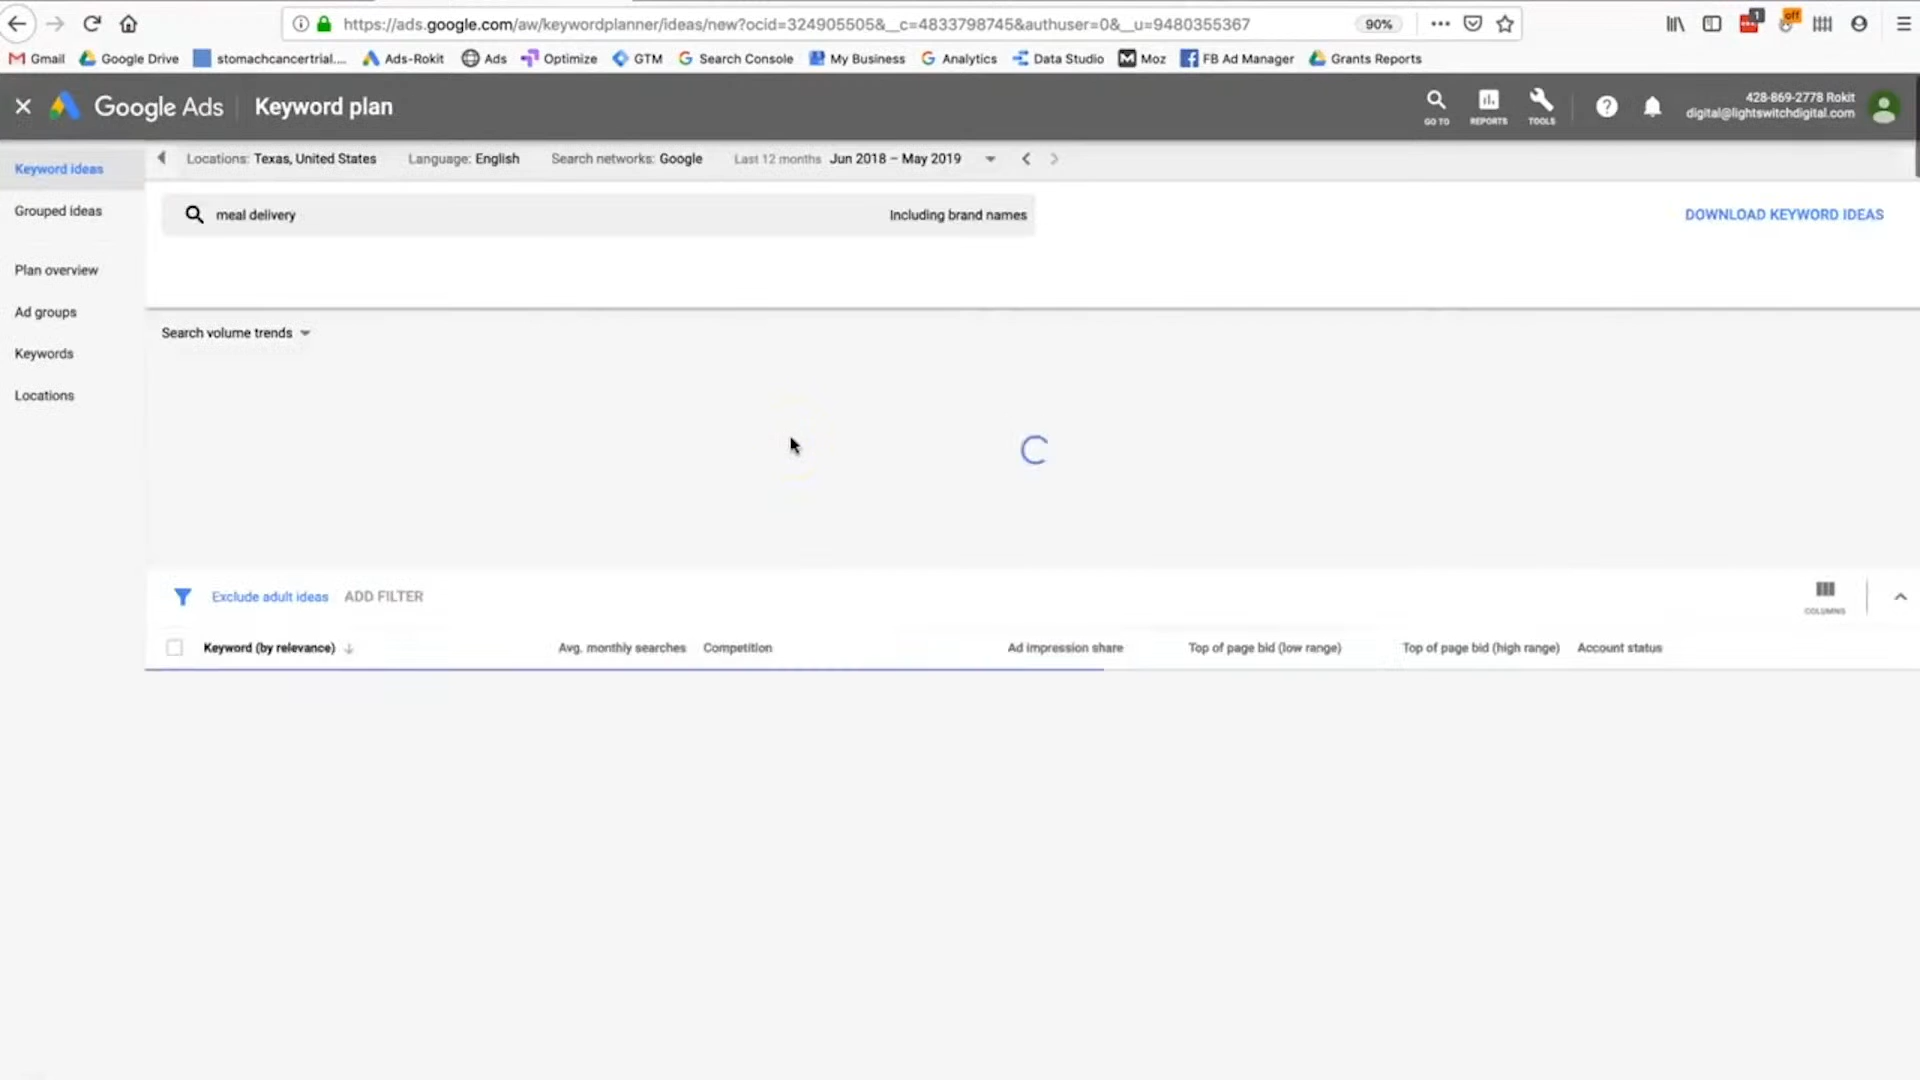 https://ads.google.com/aw/keywordplanner/ideas/new?ocid=324905505&__c=4833798745&authuser=0&__u=9480355367
90%
1
off
Gmail
Google Drive
stomachcancertrial....
Ads-Rokit
Ads
Optimize
GTM
Search Console
My Business
Analytics
Data Studio
Moz
FB Ad Manager
Grants Reports
Google Ads
Keyword plan
GO TO
REPORTS
TOOLS
428-869-2778 Rokit
digital@lightswitchdigital.com
Keyword ideas
Grouped ideas
Plan overview
Ad groups
Keywords
Locations
Locations: Texas, United States
Language: English
Search networks: Google
Last 12 months Jun 2018 – May 2019
meal delivery
Including brand names
DOWNLOAD KEYWORD IDEAS
Search volume trends
Exclude adult ideas
ADD FILTER
COLUMNS
Keyword (by relevance)
Avg. monthly searches
Competition
Ad impression share
Top of page bid (low range)
Top of page bid (high range)
Account status